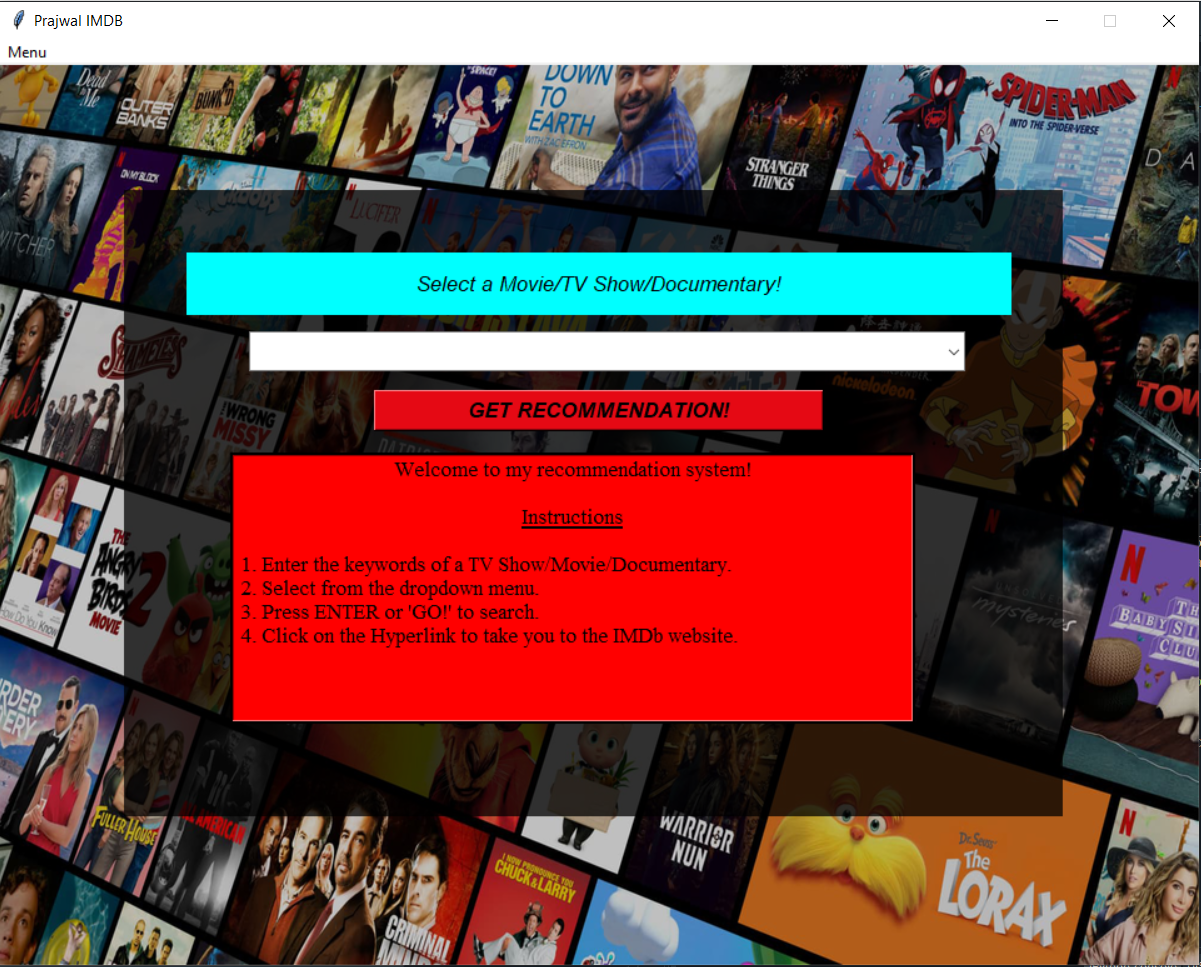 Prajwal IMDB
Menu
Dead to Me
OUTER BANKS
BUNK'D
SPACE!
DOWN TO EARTH
WITH ZAC EFRON
STRANGER THINGS
SPIDER-MAN
INTO THE SPIDER-VERSE
D A
WITCHER
ON MY BLOCK
LUCIFER
Select a Movie/TV Show/Documentary!
SHAMELESS
THE WRONG MISSY
nickelodeon
TOW
GET RECOMMENDATION!
Welcome to my recommendation system!
Instructions
1. Enter the keywords of a TV Show/Movie/Documentary.
2. Select from the dropdown menu.
3. Press ENTER or 'GO!' to search.
4. Click on the Hyperlink to take you to the IMDb website.
THE ANGRY BIRDS MOVIE 2
How Do You Know
mysteries
THE BABY-SI CLU
RDER
FULLER HOUSE
ALL AMERICAN
WARRIOR NUN
Dr. Seuss'
The LORAX
I NOW PRONOUNCE YOU
CHUCK & LARRY
CRIMINAL